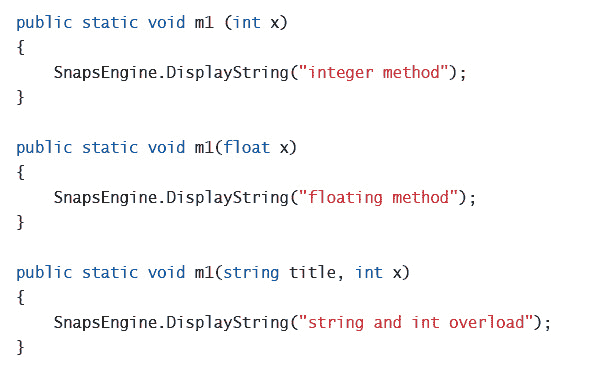 public static void m1 (int x)
{
    SnapsEngine.DisplayString("integer method");
}

public static void m1(float x)
{
    SnapsEngine.DisplayString("floating method");
}

public static void m1(string title, int x)
{
    SnapsEngine.DisplayString("string and int overload");
}